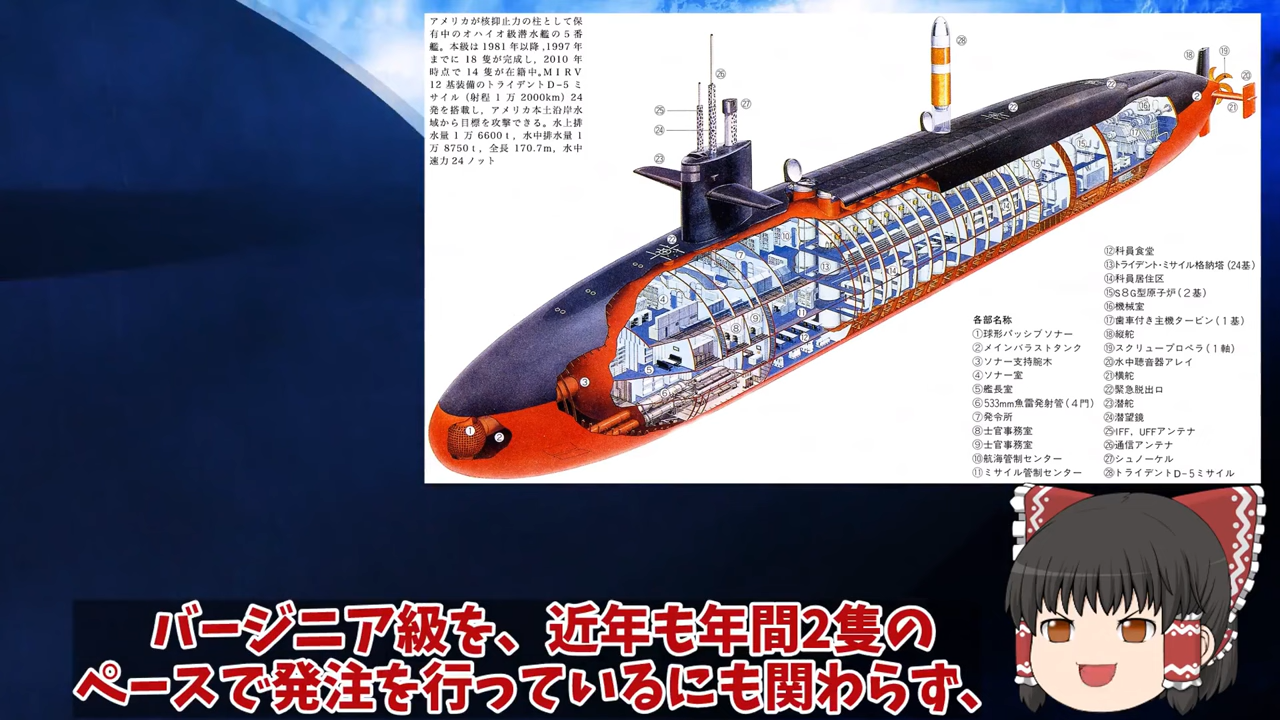 アメリカが核抑止力の柱として保
有中のオハイオ級潜水艦の5番
艦。本級は1981年以降,1997年
までに18隻が完成し,2010年
時点で14隻が在籍中。MIRV
12基装備のトライデントD-5ミ
サイル(射程1万2000km)24
発を搭載し,アメリカ本土沿岸水
域から目標を攻撃できる。水上排
水量1万6600t,水中排水量1
万8750t,全長170.7m,水中
速力24ノット
各部名称
①球形パッシブソナー
②メインバラストタンク
③ソナー支持腕木
④ソナー室
⑤艦長室
⑥533mm魚雷発射管(4門)
⑦発令所
⑧士官事務室
⑨士官事務室
⑩航海管制センター
⑪ミサイル管制センター
⑫科員食堂
⑬トライデント・ミサイル格納塔(24基)
⑭科員居住区
⑮S8G型原子炉(2基)
⑯機械室
⑰歯車付き主機タービン(1基)
⑱縦舵
⑲スクリュープロペラ(1軸)
⑳水中聴音器アレイ
㉑横舵
㉒緊急脱出口
㉓潜舵
㉔潜望鏡
㉕IFF,UFFアンテナ
㉖通信アンテナ
㉗シュノーケル
㉘トライデントD-5ミサイル
バージニア級を、近年も年間2隻の
ペースで発注を行っているにも関わらず、